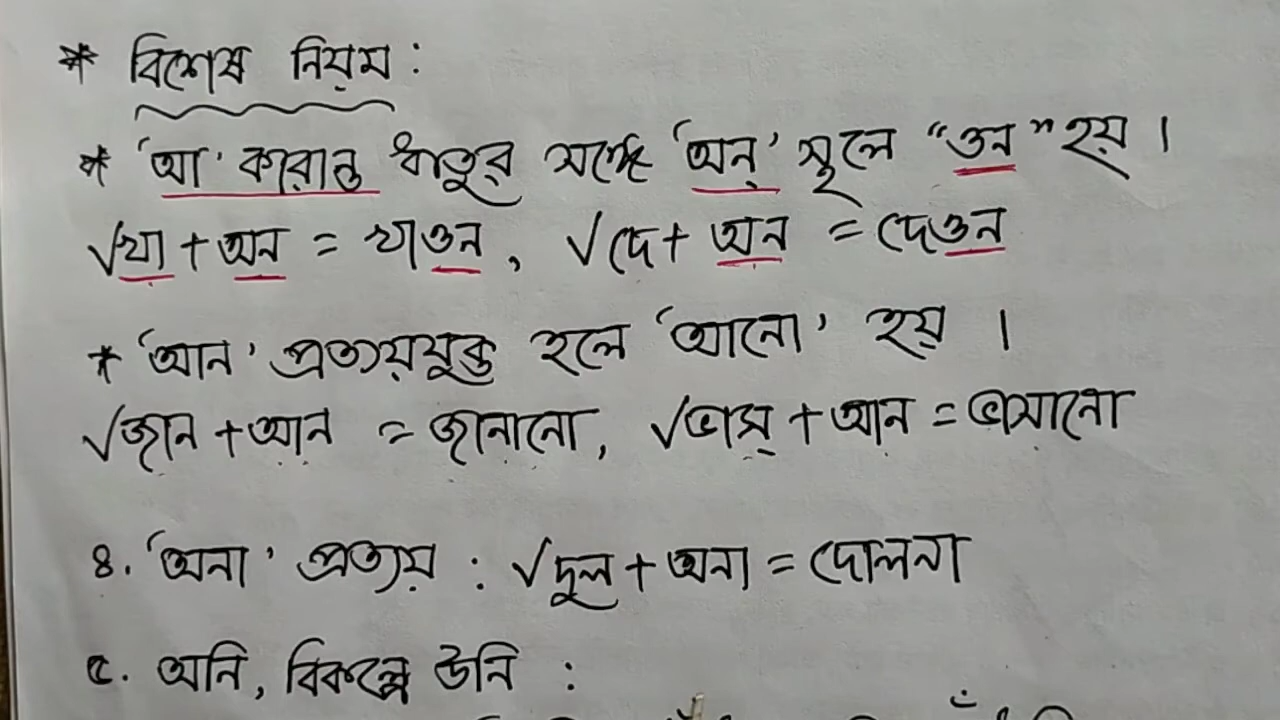 * বিশেষ নিয়ম :
* 'আ' কারান্ত ধাতুর সঙ্গে 'অন্' স্থলে "ওন" হয় ।
√খা + অন = খাওন, √দে + অন = দেওন
* 'আন' প্রত্যয়যুক্ত হলে 'আনো' হয় ।
√জান + আন = জানানো, √ভাস্ + আন = ভাসানো
৪. 'অনা' প্রত্যয় : √দুল + অনা = দোলনা
৫. অনি, বিকল্পে উনি :